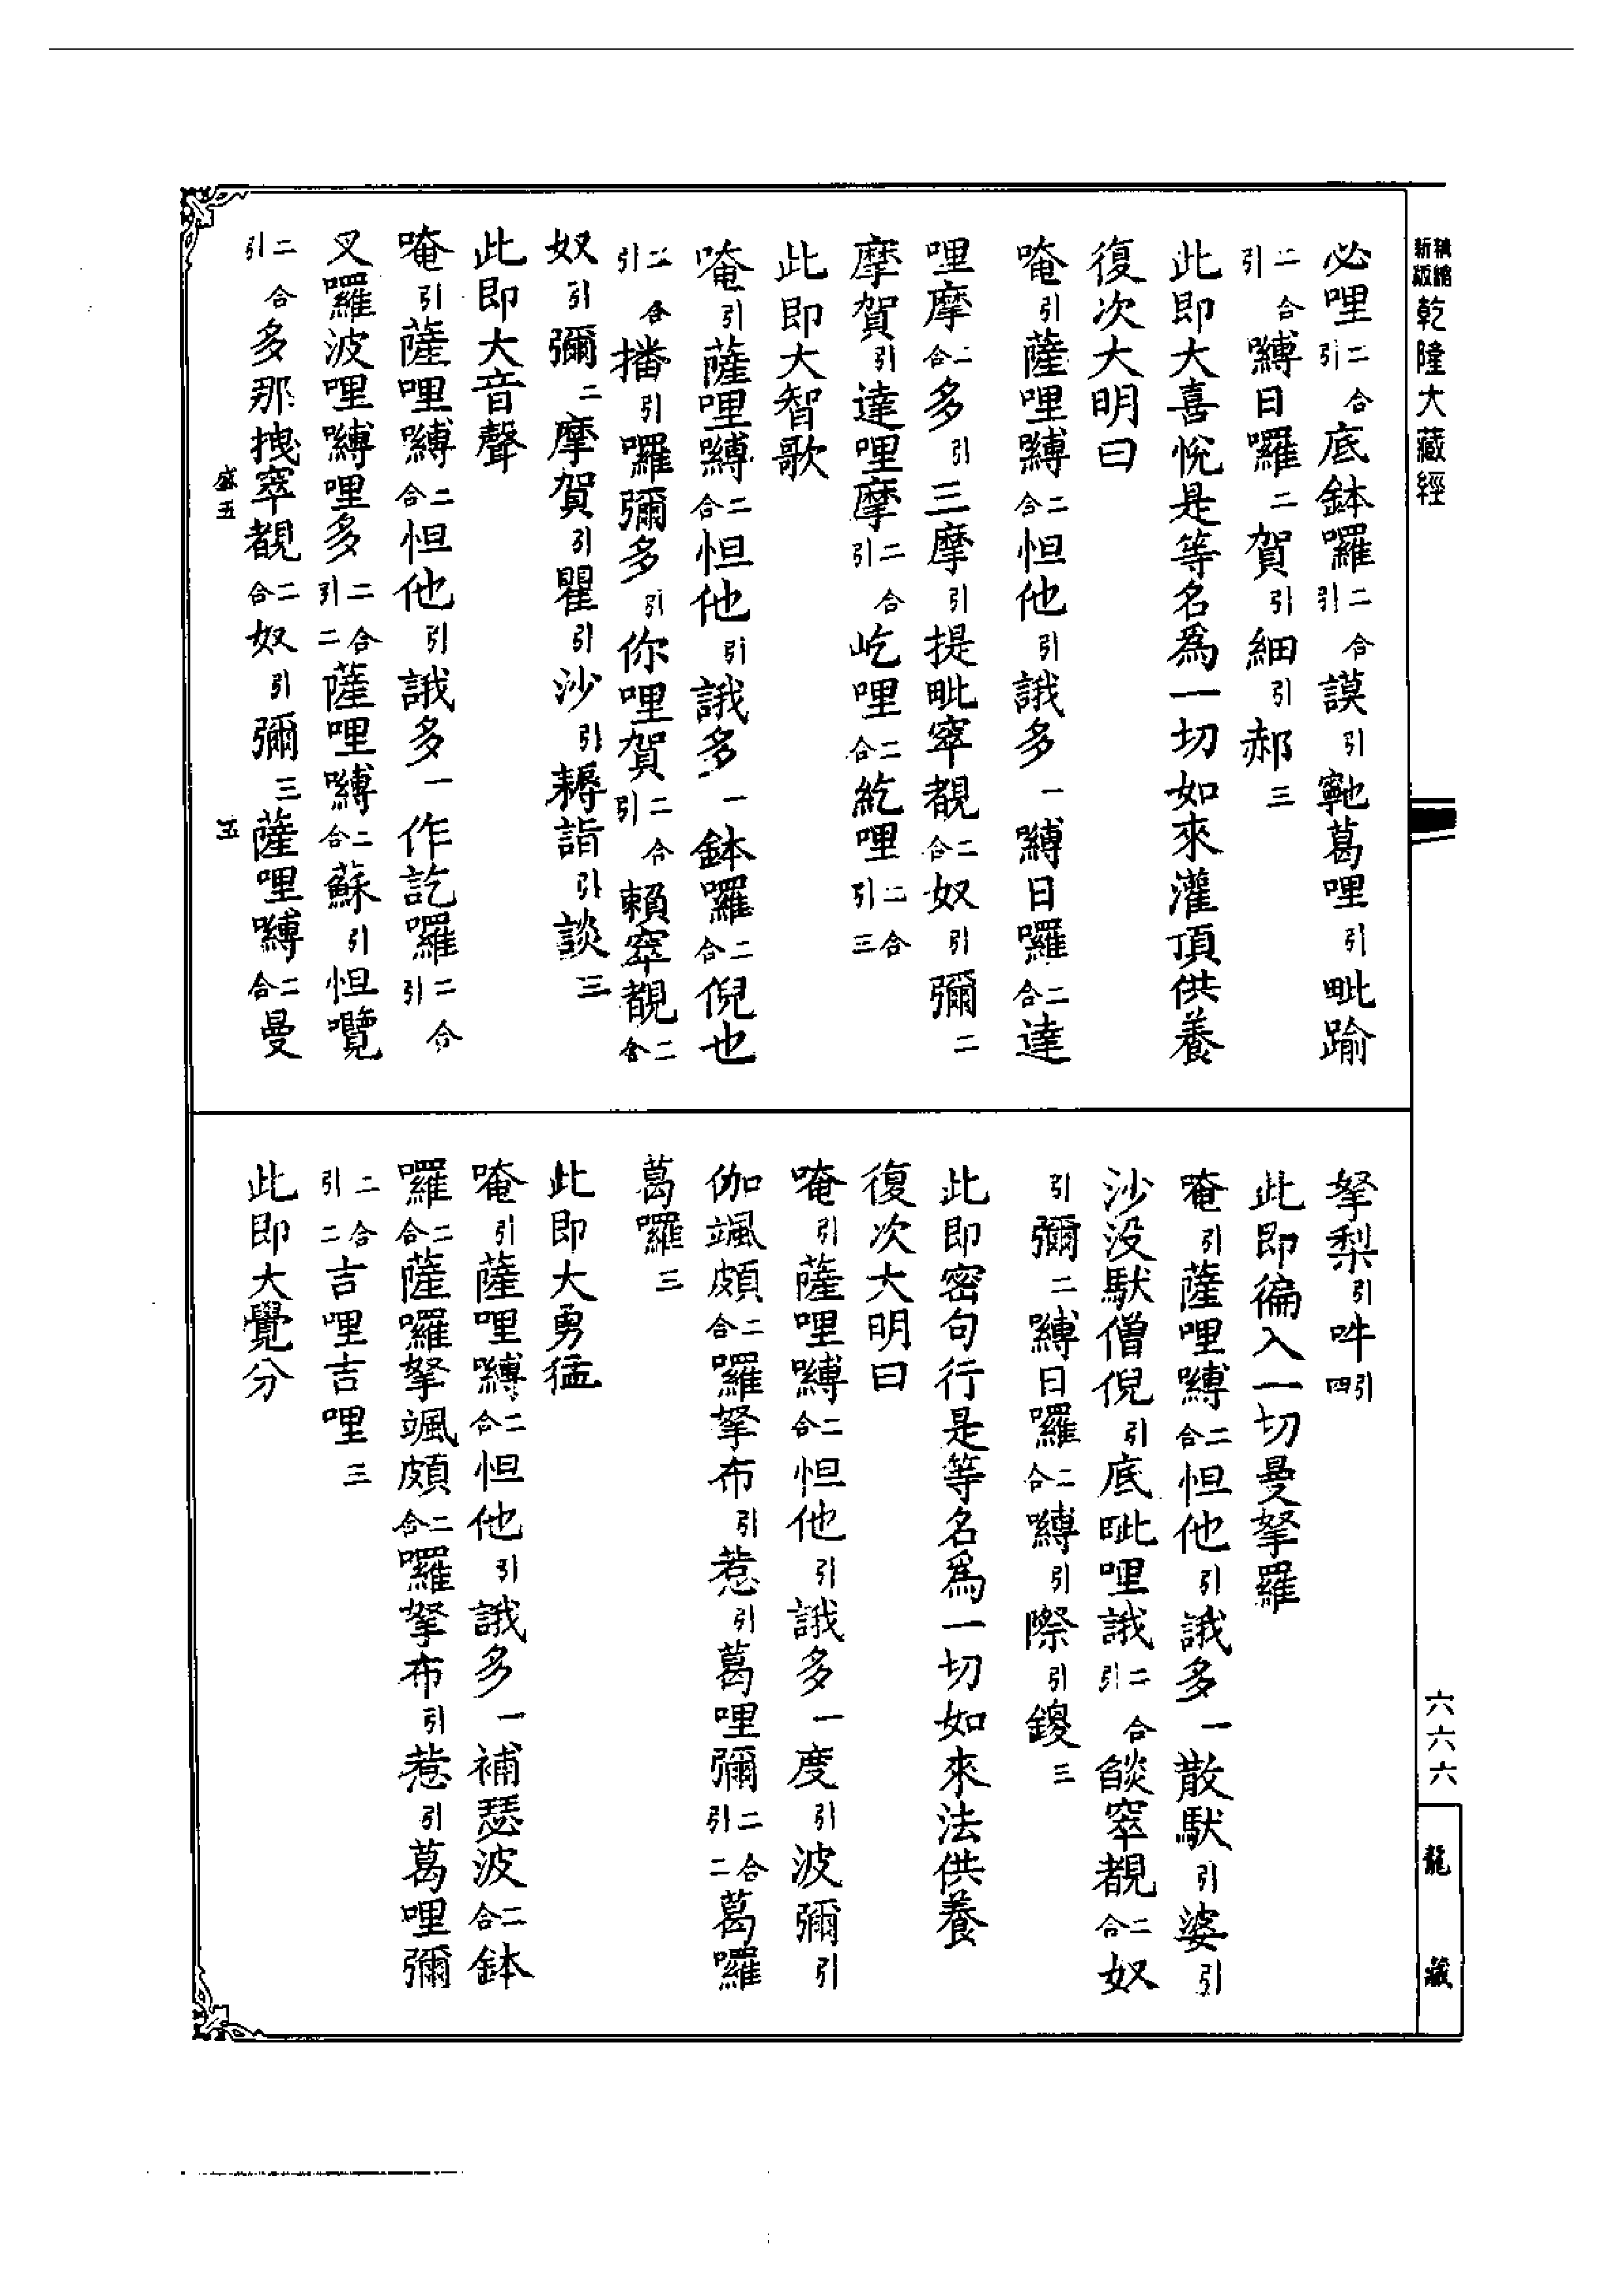 精縮新版 乾隆大藏經
必哩二合引底鉢囉二合引謨引鼆葛哩引毗踰
二合引嚩日囉二賀引細引郝三
此即大喜悅是等名為一切如來灌頂供養
復次大明曰
唵引薩哩嚩二合怛他引誐多一嚩日囉二合達
哩摩二合多引三摩引提毗窣覩二合奴引彌二
摩賀引達哩摩二合引屹哩二合紇哩二合引三
此即大智歌
唵引薩哩嚩二合怛他引誐多一鉢囉二合倪也
二合引播引囉彌多引你哩賀二合引賴窣覩二合
奴引彌二摩賀引瞿引沙引耨詣引談三
此即大音聲
唵引薩哩嚩二合怛他引誐多一作訖囉二合引
叉囉波哩嚩哩多二合引二薩哩嚩二合蘇引怛囕
二合引多那拽窣覩二合奴引彌三薩哩嚩二合曼
盛五 五
拏梨引吽引四
此即徧入一切曼拏羅
唵引薩哩嚩二合怛他引誐多一散馱引婆引
沙没馱僧倪引底毗哩誐二合引燄窣覩二合奴
引彌二嚩日囉二合嚩引際引鑁三
此即密句行是等名為一切如來法供養
復次大明曰
唵引薩哩嚩二合怛他引誐多一度引波彌引
伽颯頗二合囉拏布引惹引葛哩彌二合引二葛囉
葛囉三
此即大勇猛
唵引薩哩嚩二合怛他引誐多一補瑟波二合鉢
囉二合薩囉拏颯頗二合囉拏布引惹引葛哩彌
二合引二吉哩吉哩三
此即大覺分
六六六
龍藏